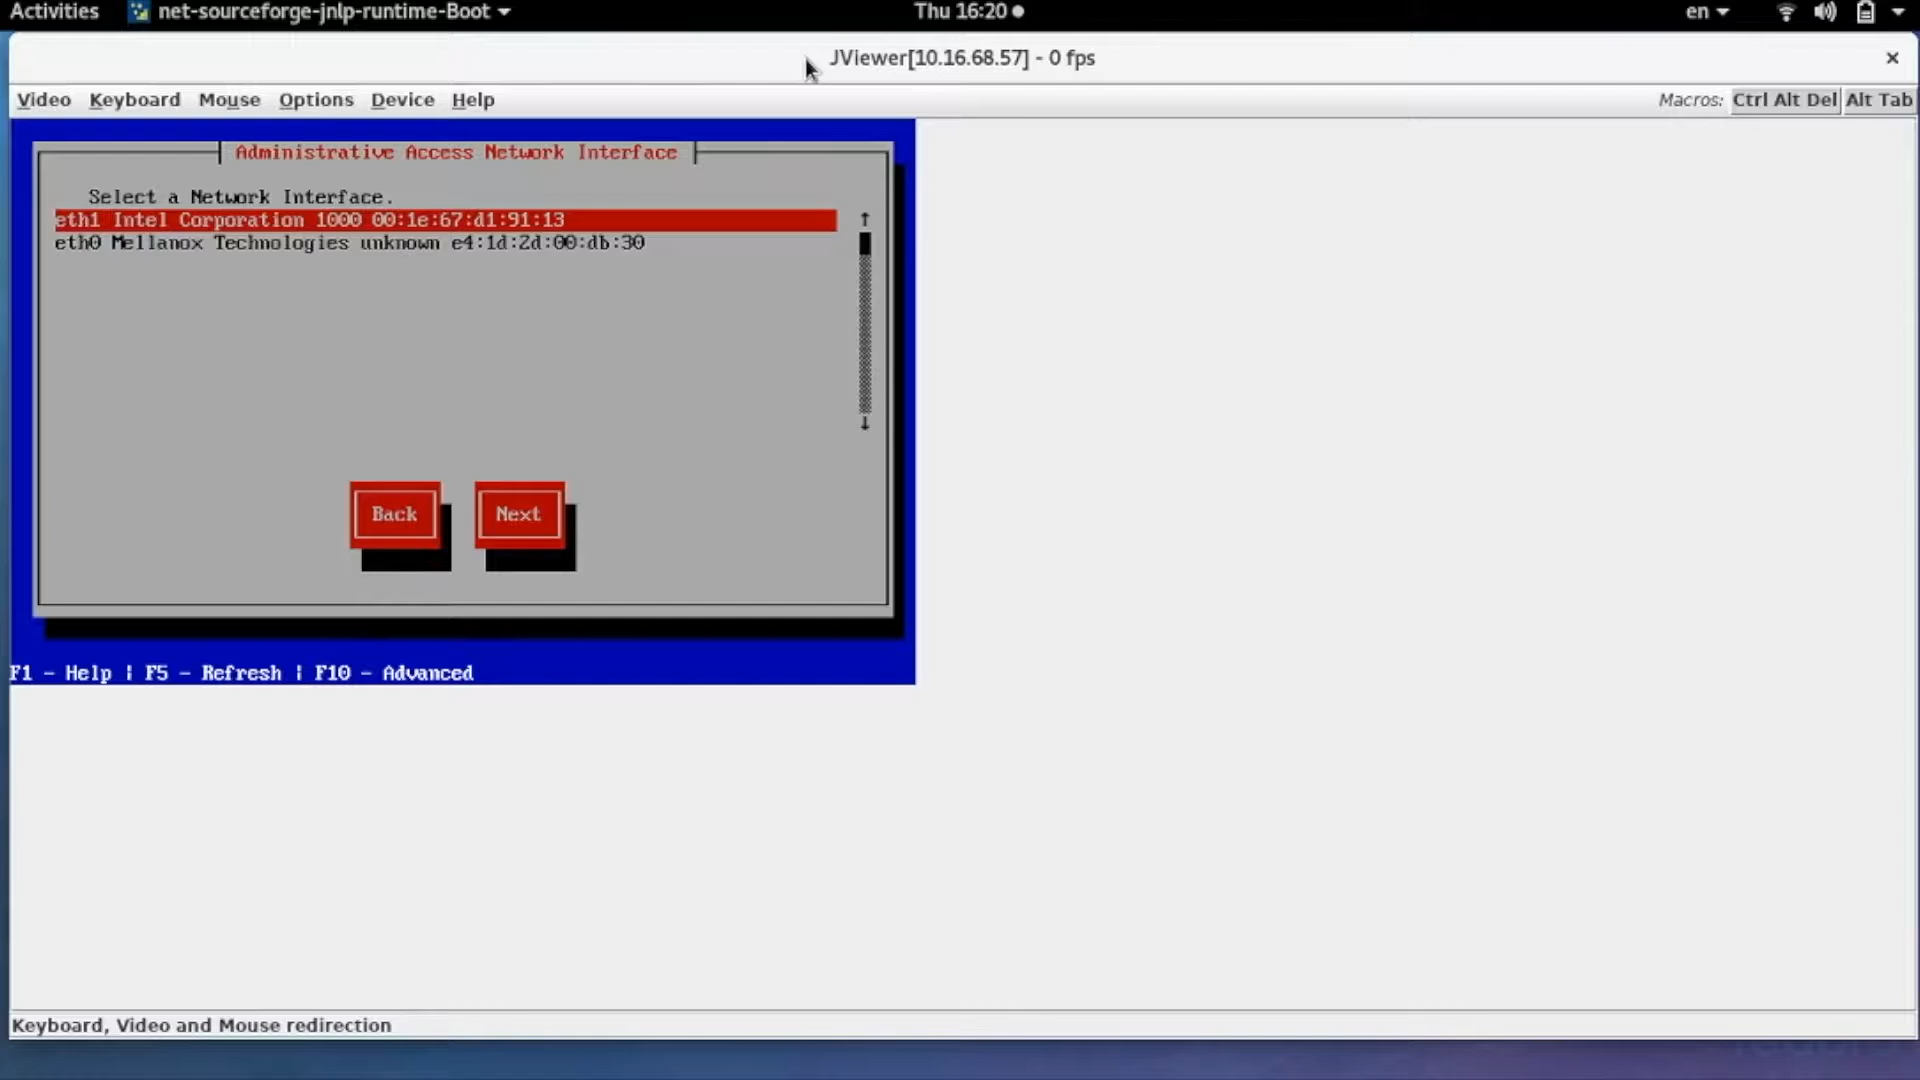 Activities net-sourceforge-jnlp-runtime-Boot Thu 16:20 en
JViewer[10.16.68.57] - 0 fps
Video Keyboard Mouse Options Device Help Macros: Ctrl Alt Del Alt Tab
Administrative Access Network Interface
Select a Network Interface.
eth1 Intel Corporation 1000 00:1e:67:d1:91:13
eth0 Mellanox Technologies unknown e4:1d:2d:00:db:30
Back Next
F1 - Help | F5 - Refresh | F10 - Advanced
Keyboard, Video and Mouse redirection